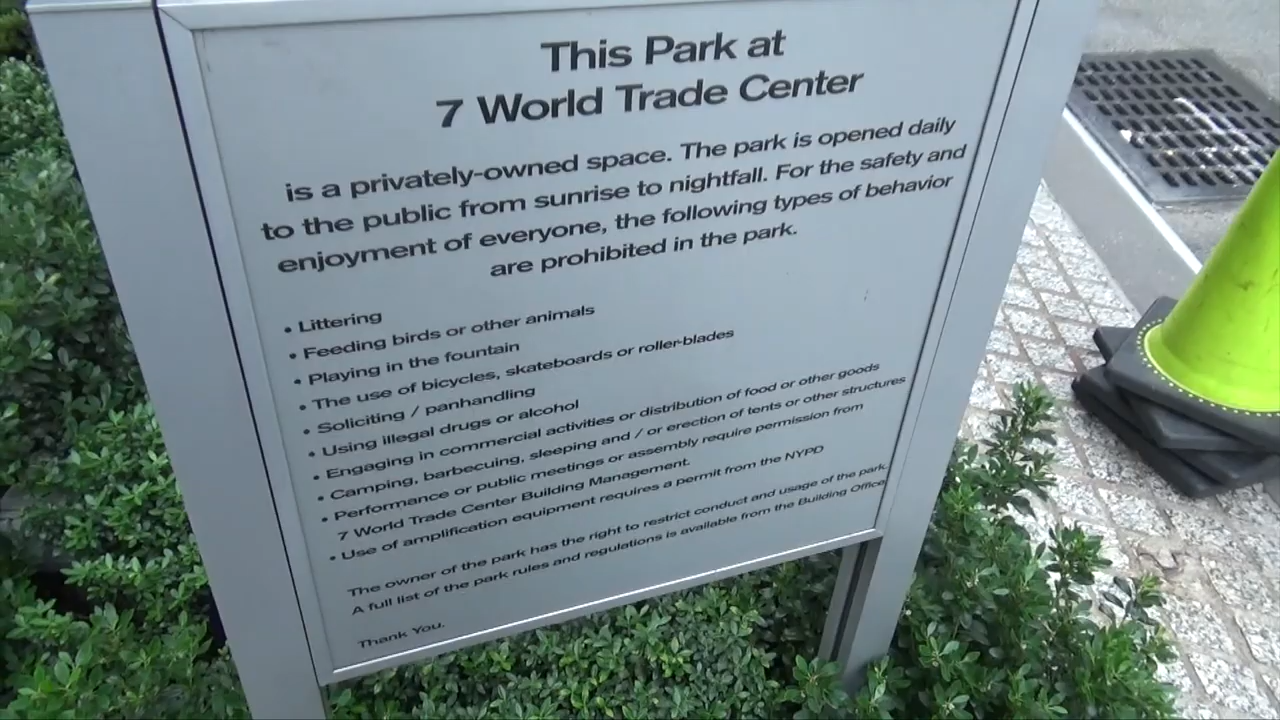 This Park at
7 World Trade Center
is a privately-owned space. The park is opened daily
to the public from sunrise to nightfall. For the safety and
enjoyment of everyone, the following types of behavior
are prohibited in the park.
• Littering
• Feeding birds or other animals
• Playing in the fountain
• The use of bicycles, skateboards or roller-blades
• Soliciting / panhandling
• Using illegal drugs or alcohol
• Engaging in commercial activities or distribution of food or other goods
• Camping, barbecuing, sleeping and / or erection of tents or other structures
• Performance or public meetings or assembly require permission from
7 World Trade Center Building Management.
• Use of amplification equipment requires a permit from the NYPD
The owner of the park has the right to restrict conduct and usage of the park.
A full list of the park rules and regulations is available from the Building Office
Thank You.